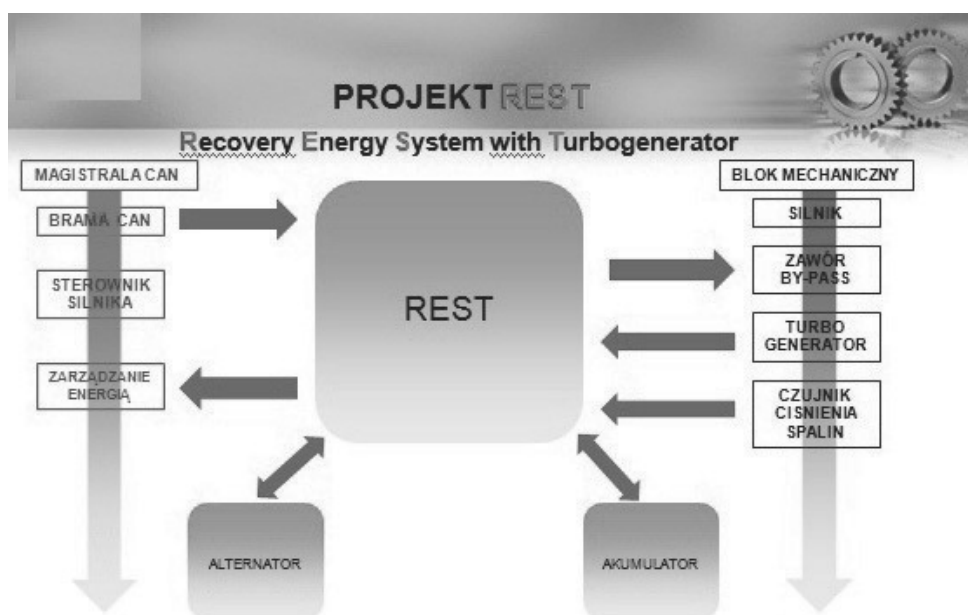 PROJEKT REST
Recovery Energy System with Turbogenerator
MAGISTRALA CAN
BRAMA CAN
STEROWNIK
SILNIKA
ZARZĄDZANIE
ENERGIĄ
REST
ALTERNATOR
AKUMULATOR
BLOK MECHANICZNY
SILNIK
ZAWÓR
BY-PASS
TURBO
GENERATOR
CZUJNIK
CIŚNIENIA
SPALIN